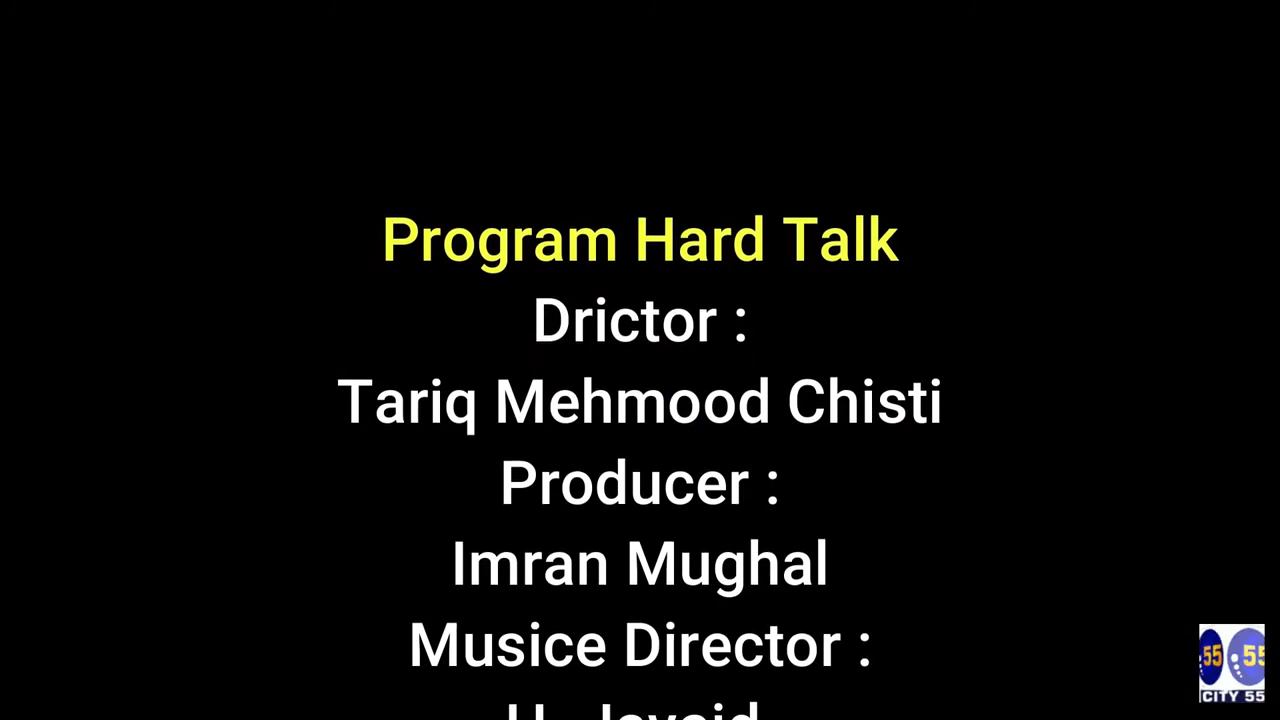 Program Hard Talk
Drictor :
Tariq Mehmood Chisti
Producer :
Imran Mughal
Musice Director :
55 55
CITY 55